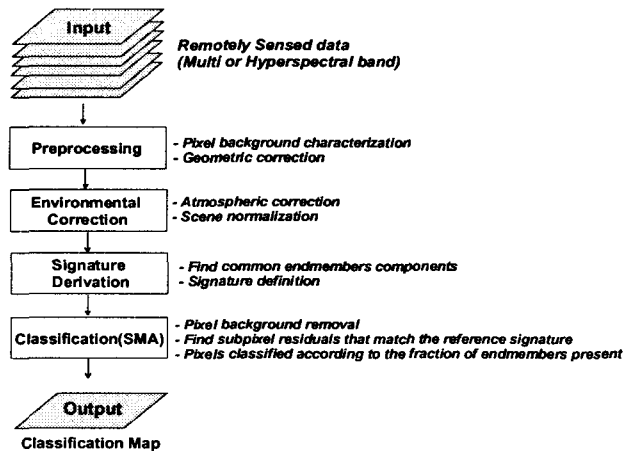 Input
Remotely Sensed data
(Multi or Hyperspectral band)
Preprocessing
- Pixel background characterization
- Geometric correction
Environmental
Correction
- Atmospheric correction
- Scene normalization
Signature
Derivation
- Find common endmembers components
- Signature definition
Classification(SMA)
- Pixel background removal
- Find subpixel residuals that match the reference signature
- Pixels classified according to the fraction of endmembers present
Output
Classification Map